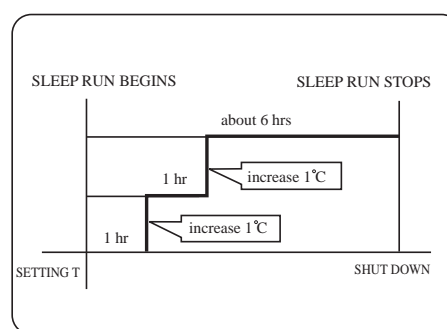 SLEEP RUN BEGINS
SLEEP RUN STOPS
about 6 hrs
1 hr
increase 1℃
1 hr
increase 1℃
SETTING T
SHUT DOWN